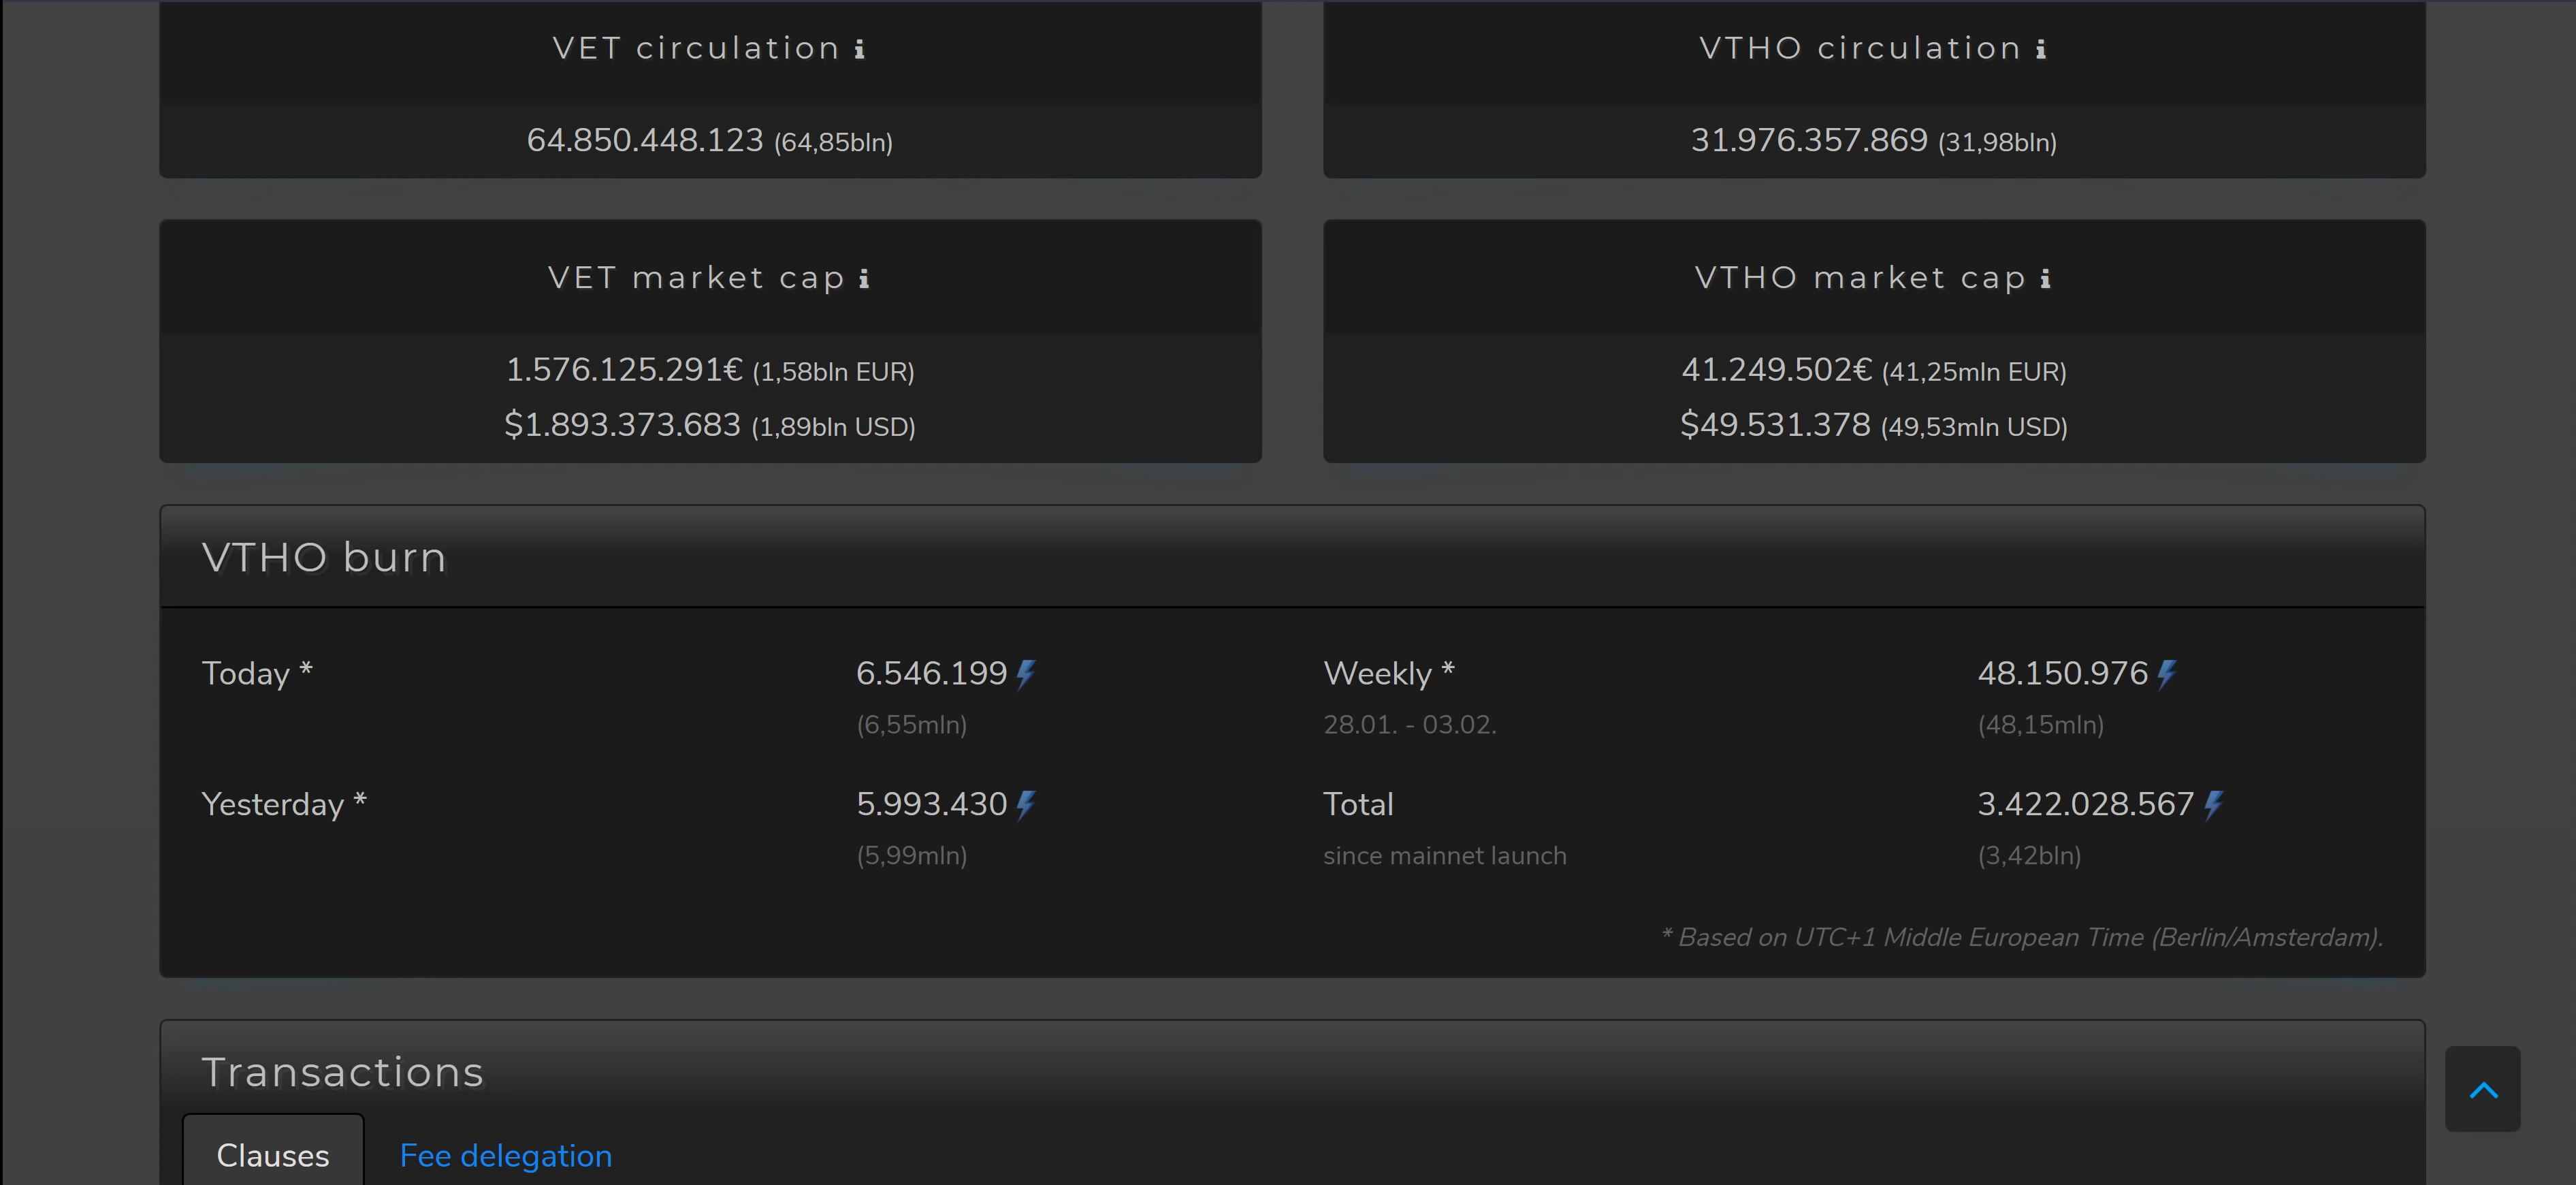 VET circulation
VTHO circulation
64.850.448.123 (64,85bln)
31.976.357.869 (31,98bln)
VET market cap
VTHO market cap
1.576.125.291€ (1,58bln EUR)
$1.893.373.683 (1,89bln USD)
41.249.502€ (41,25mln EUR)
$49.531.378 (49,53mln USD)
VTHO burn
Today *
6.546.199
(6,55mln)
Weekly *
28.01. - 03.02.
48.150.976
(48,15mln)
Yesterday *
5.993.430
(5,99mln)
Total
since mainnet launch
3.422.028.567
(3,42bln)
* Based on UTC+1 Middle European Time (Berlin/Amsterdam).
Transactions
Clauses
Fee delegation